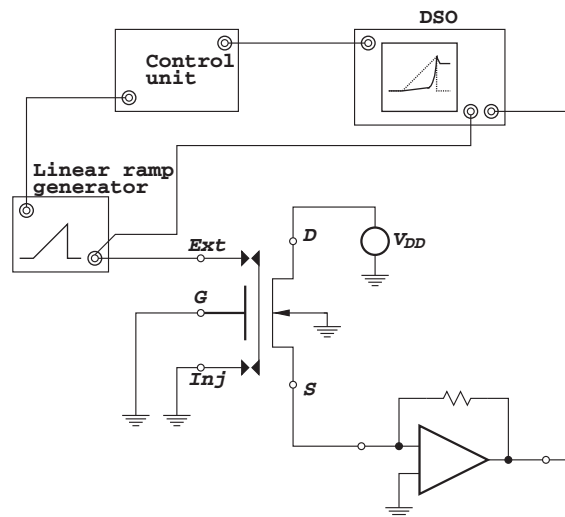 DSO
Control
unit
Linear ramp
generator
Ext
D
V_DD
G
Inj
S